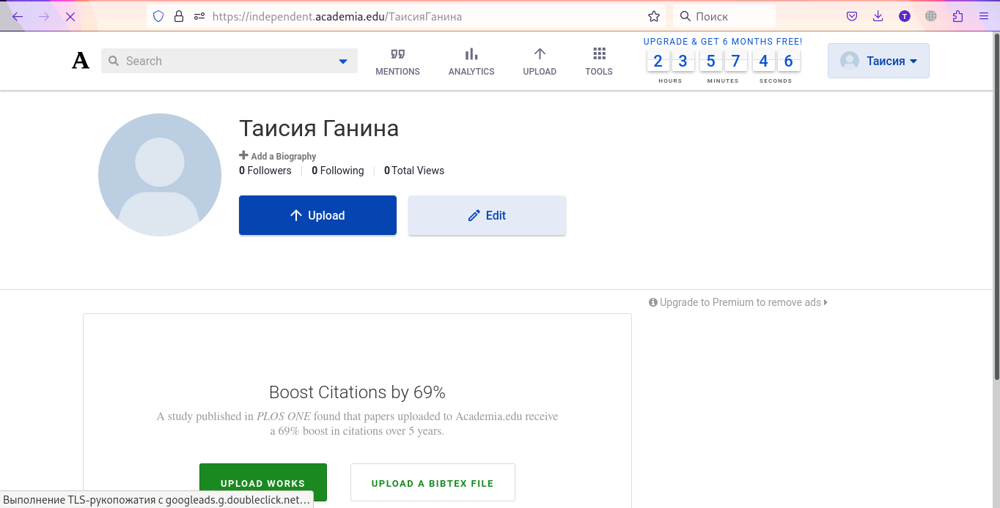 https://independent.academia.edu/ТаисияГанина
Поиск
T
A
Search
MENTIONS
ANALYTICS
UPLOAD
TOOLS
UPGRADE & GET 6 MONTHS FREE!
2 3 5 7 4 6
HOURS MINUTES SECONDS
Таисия
Таисия Ганина
Add a Biography
0 Followers 0 Following 0 Total Views
Upload
Edit
Upgrade to Premium to remove ads
Boost Citations by 69%
A study published in PLOS ONE found that papers uploaded to Academia.edu receive
a 69% boost in citations over 5 years.
UPLOAD WORKS
UPLOAD A BIBTEX FILE
Выполнение TLS-рукопожатия с googleads.g.doubleclick.net…